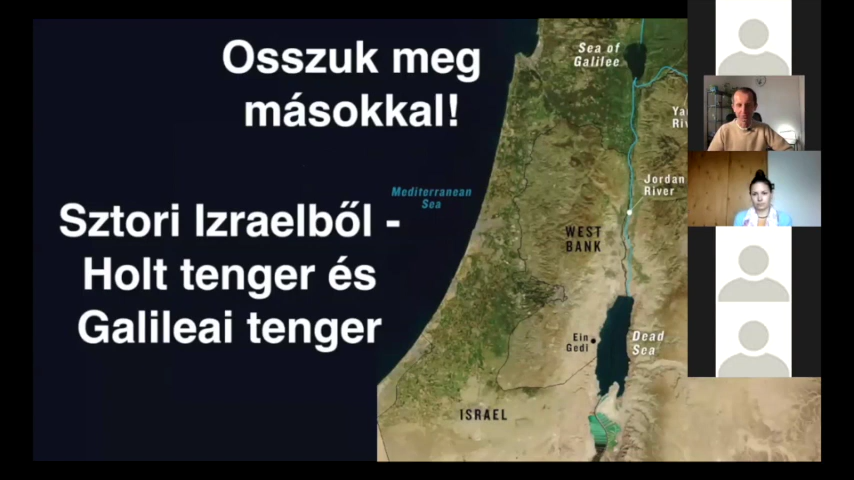 Osszuk meg
másokkal!
Sztori Izraelből -
Holt tenger és
Galileai tenger
Sea of
Galilee
Mediterranean
Sea
Jordan
River
WEST
BANK
Ein
Gedi
Dead
Sea
ISRAEL